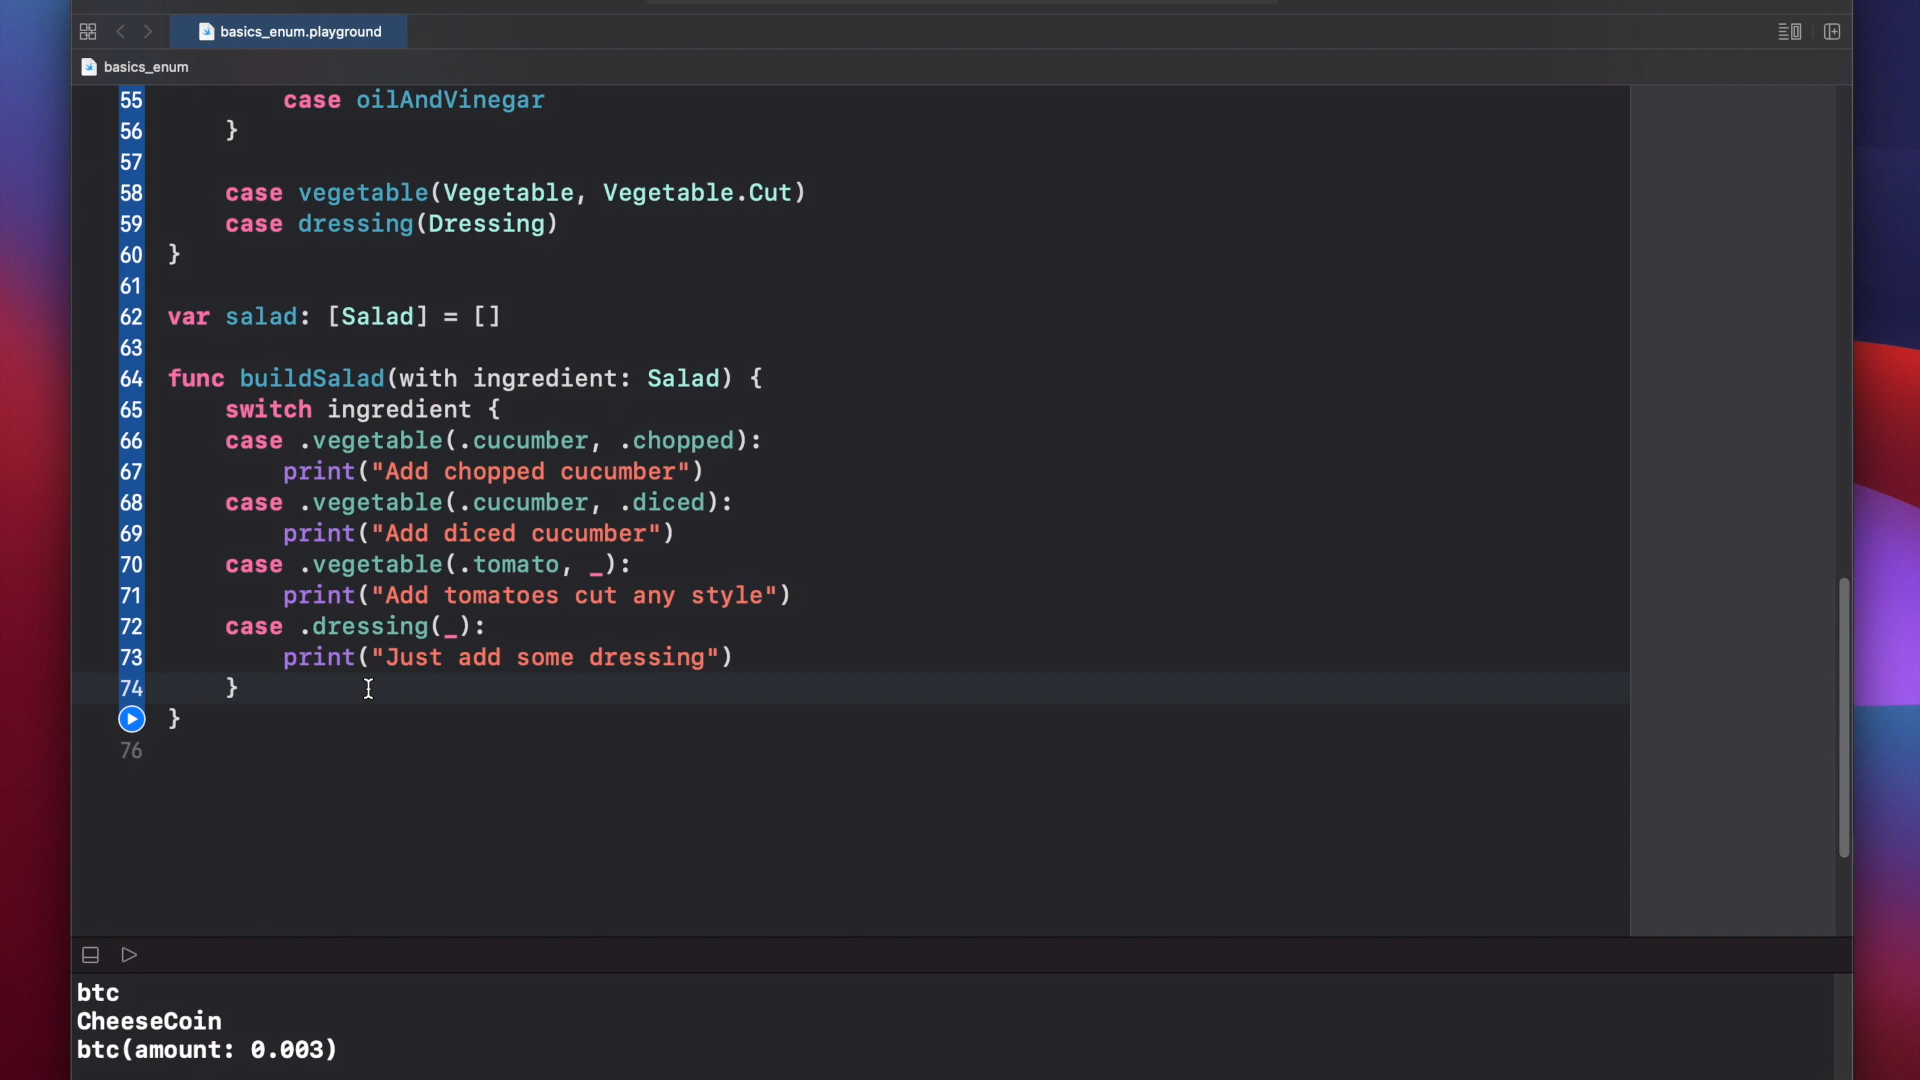 basics_enum.playground
basics_enum
55 case oilAndVinegar
56 }
57
58 case vegetable(Vegetable, Vegetable.Cut)
59 case dressing(Dressing)
60 }
61
62 var salad: [Salad] = []
63
64 func buildSalad(with ingredient: Salad) {
65 switch ingredient {
66 case .vegetable(.cucumber, .chopped):
67 print("Add chopped cucumber")
68 case .vegetable(.cucumber, .diced):
69 print("Add diced cucumber")
70 case .vegetable(.tomato, _):
71 print("Add tomatoes cut any style")
72 case .dressing(_):
73 print("Just add some dressing")
74 }
}
76
btc
CheeseCoin
btc(amount: 0.003)